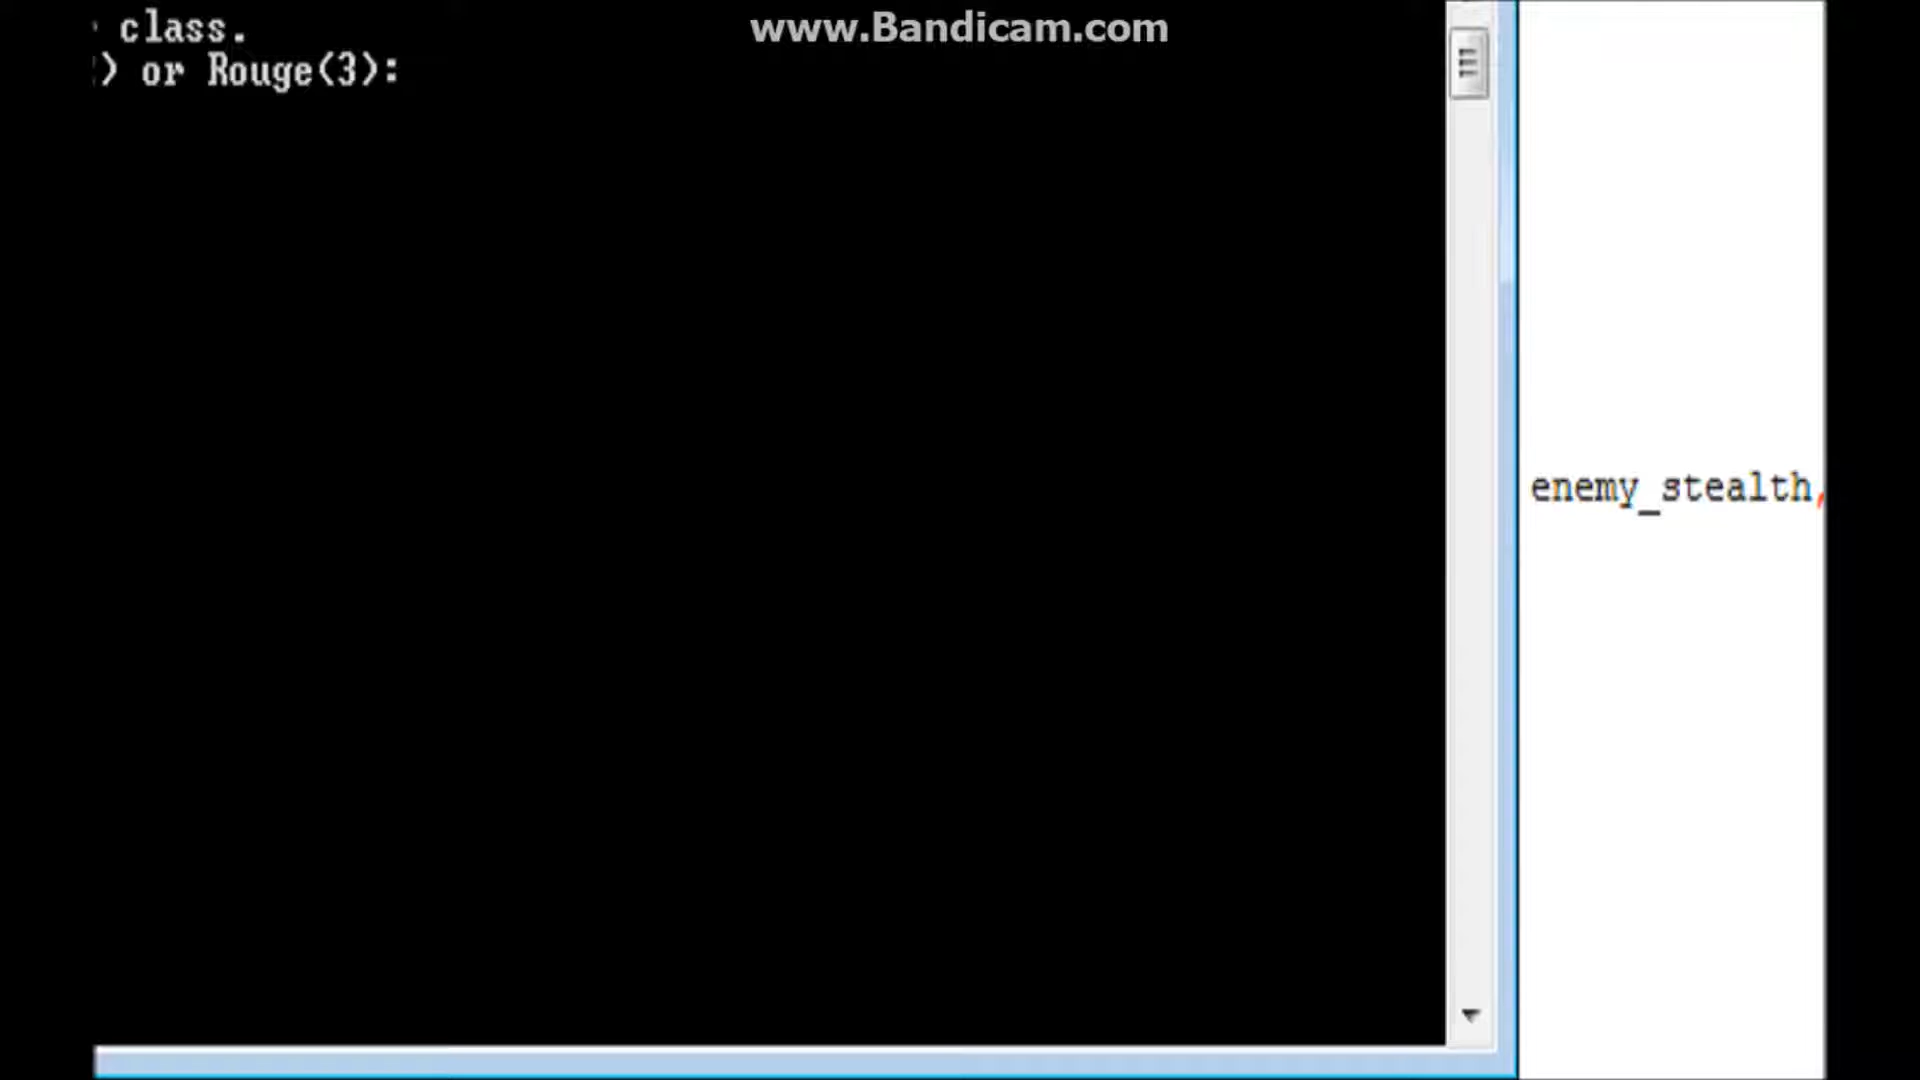 www.Bandicam.com
class.
) or Rouge(3):
enemy_stealth,